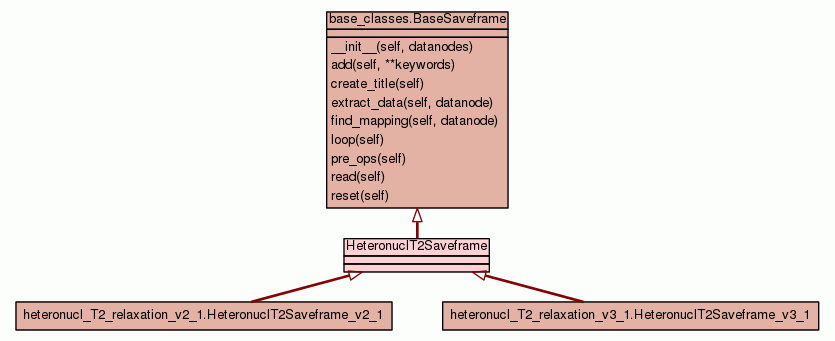 base_classes.BaseSaveframe
__init__(self, datanodes)
add(self, **keywords)
create_title(self)
extract_data(self, datanode)
find_mapping(self, datanode)
loop(self)
pre_ops(self)
read(self)
reset(self)
HeteronuclT2Saveframe
heteronucl_T2_relaxation_v2_1.HeteronuclT2Saveframe_v2_1
heteronucl_T2_relaxation_v3_1.HeteronuclT2Saveframe_v3_1